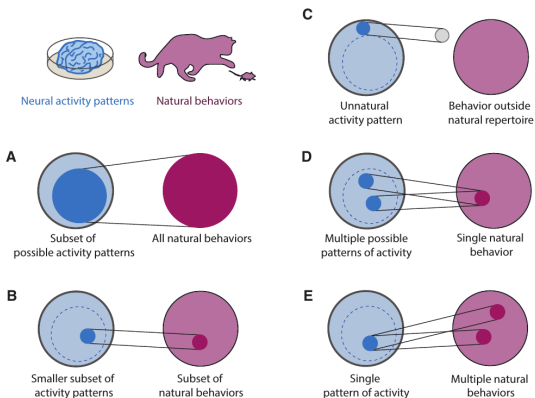 Neural activity patterns
Natural behaviors
A
Subset of
possible activity patterns
All natural behaviors
B
Smaller subset of
activity patterns
Subset of
natural behaviors
C
Unnatural
activity pattern
Behavior outside
natural repertoire
D
Multiple possible
patterns of activity
Single natural
behavior
E
Single
pattern of activity
Multiple natural
behaviors